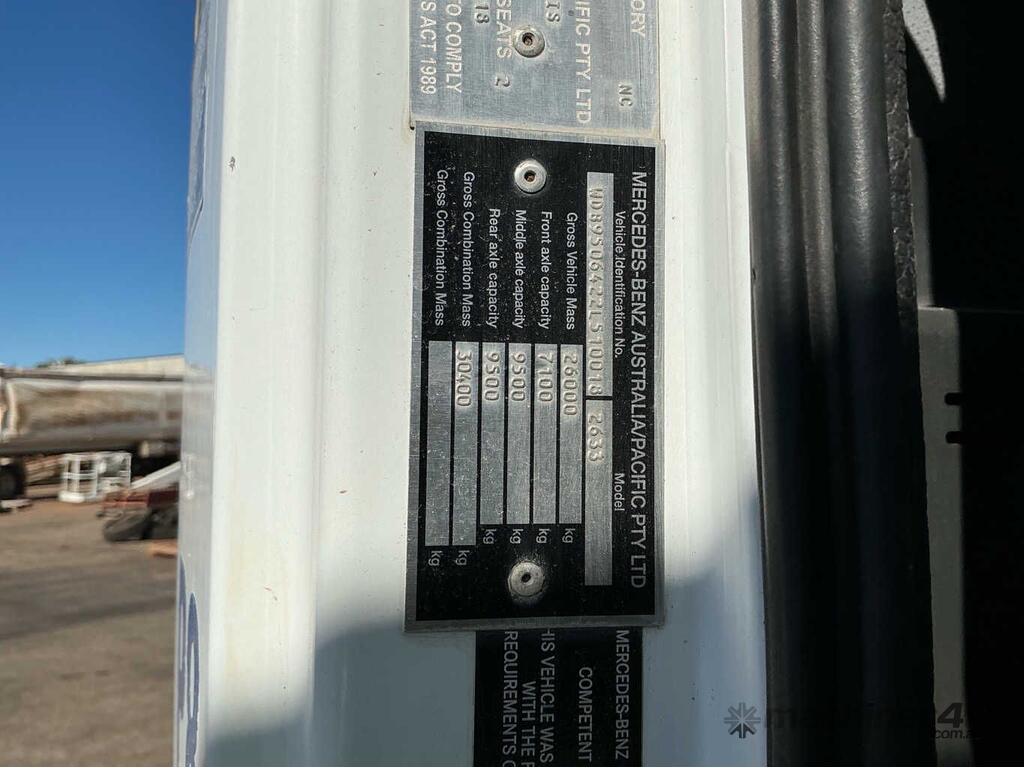 ORY
IS
IFIC PTY LTD
NC
18
SEATS 2
TO COMPLY
S ACT 1989
MERCEDES-BENZ AUSTRALIA/PACIFIC PTY LTD
Vehicle Identification No. Model
WDB9506422L510018 2633
Gross Vehicle Mass 26000 kg
Front axle capacity 7100 kg
Middle axle capacity 9500 kg
Rear axle capacity 9500 kg
Gross Combination Mass 30400 kg
Gross Combination Mass kg
MERCEDES-BENZ
COMPETENT
HIS VEHICLE WAS
WITH THE
REQUIREMENTS O